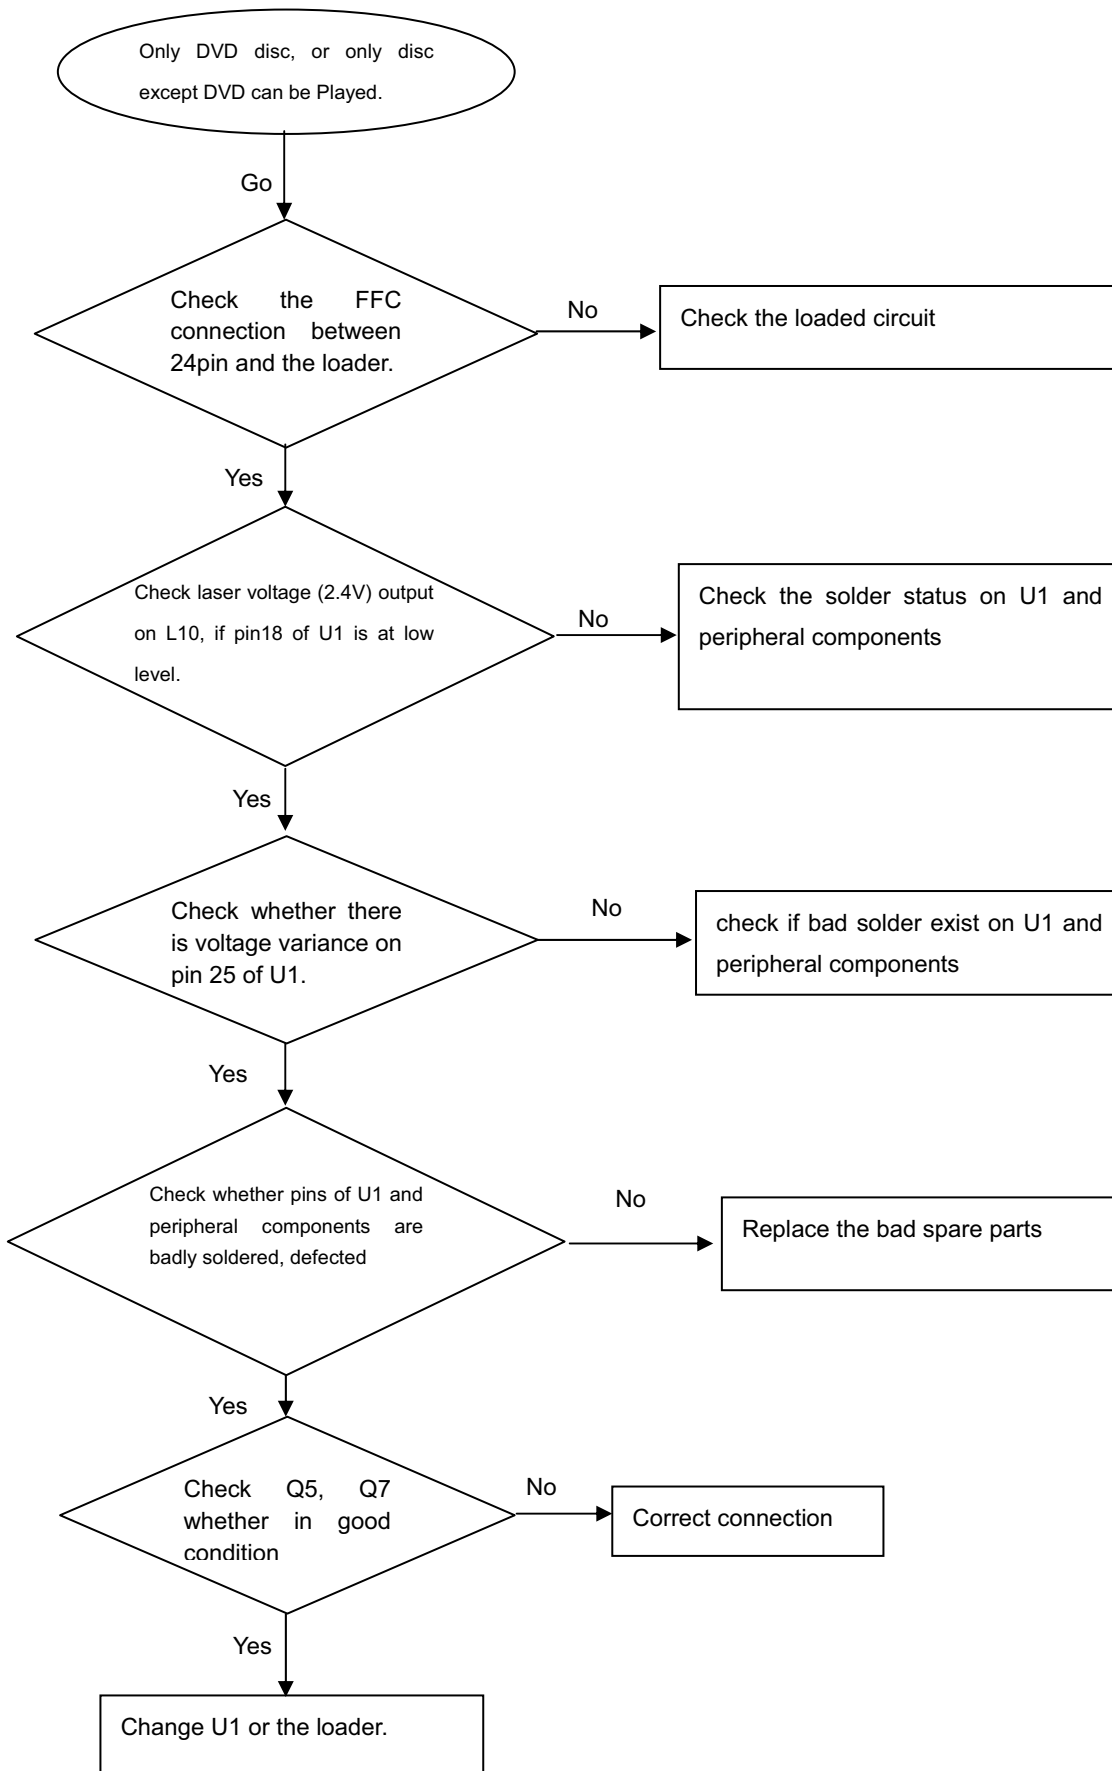 Only DVD disc, or only disc
except DVD can be Played.
Go
Check the FFC
connection between
24pin and the loader.
No
Check the loaded circuit
Yes
Check laser voltage (2.4V) output
on L10, if pin18 of U1 is at low
level.
No
Check the solder status on U1 and
peripheral components
Yes
Check whether there
is voltage variance on
pin 25 of U1.
No
check if bad solder exist on U1 and
peripheral components
Yes
Check whether pins of U1 and
peripheral components are
badly soldered, defected
No
Replace the bad spare parts
Yes
Check Q5, Q7
whether in good
condition
No
Correct connection
Yes
Change U1 or the loader.